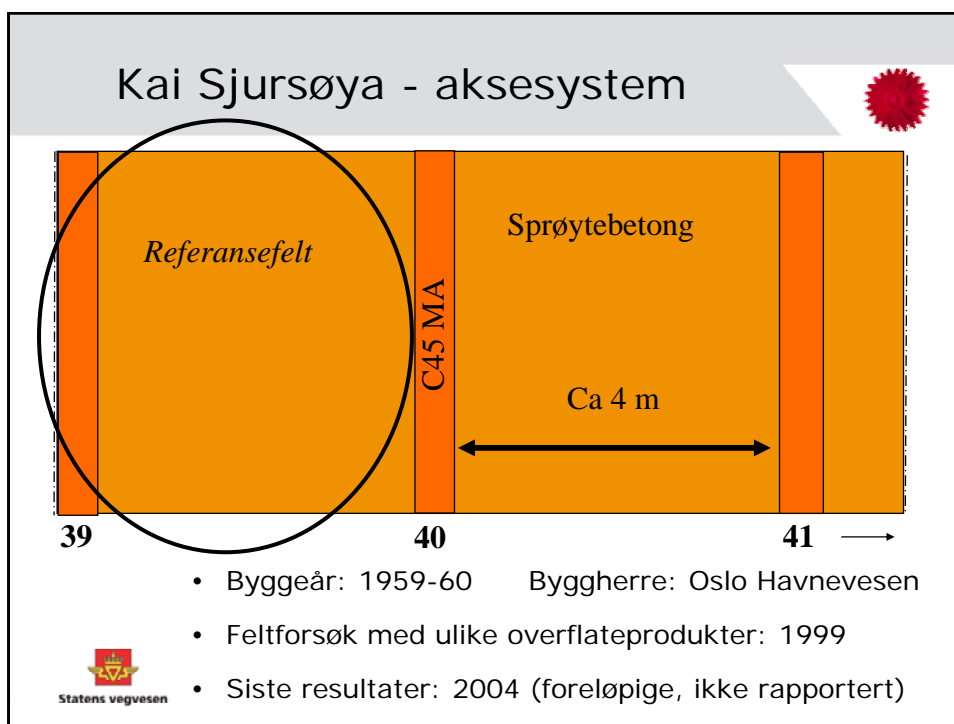 Kai Sjursøya - aksesystem
Referansefelt
Sprøytebetong
C45 MA
Ca 4 m
39
40
41
• Byggeår: 1959-60 Byggherre: Oslo Havnevesen
• Feltforsøk med ulike overflateprodukter: 1999
• Siste resultater: 2004 (foreløpige, ikke rapportert)
Statens vegvesen